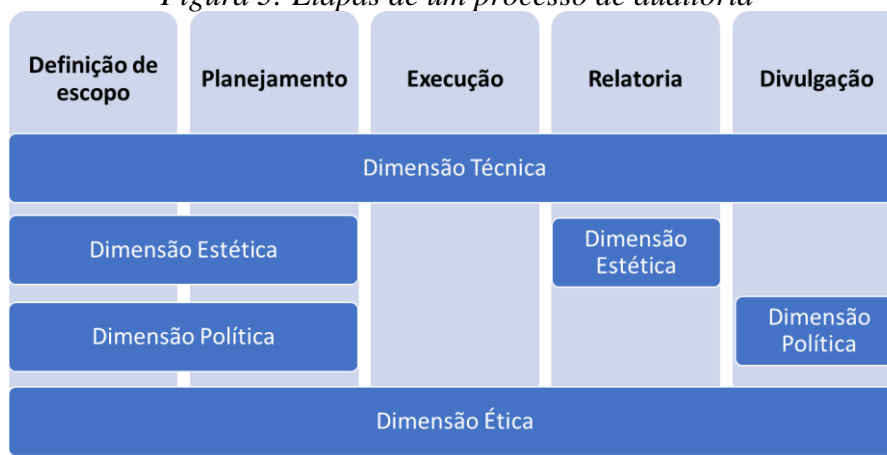 Figura 3: Etapas de um processo de auditoria
Definição de
escopo
Planejamento
Execução
Relatoria
Divulgação
Dimensão Técnica
Dimensão Estética
Dimensão
Estética
Dimensão Política
Dimensão
Política
Dimensão Ética